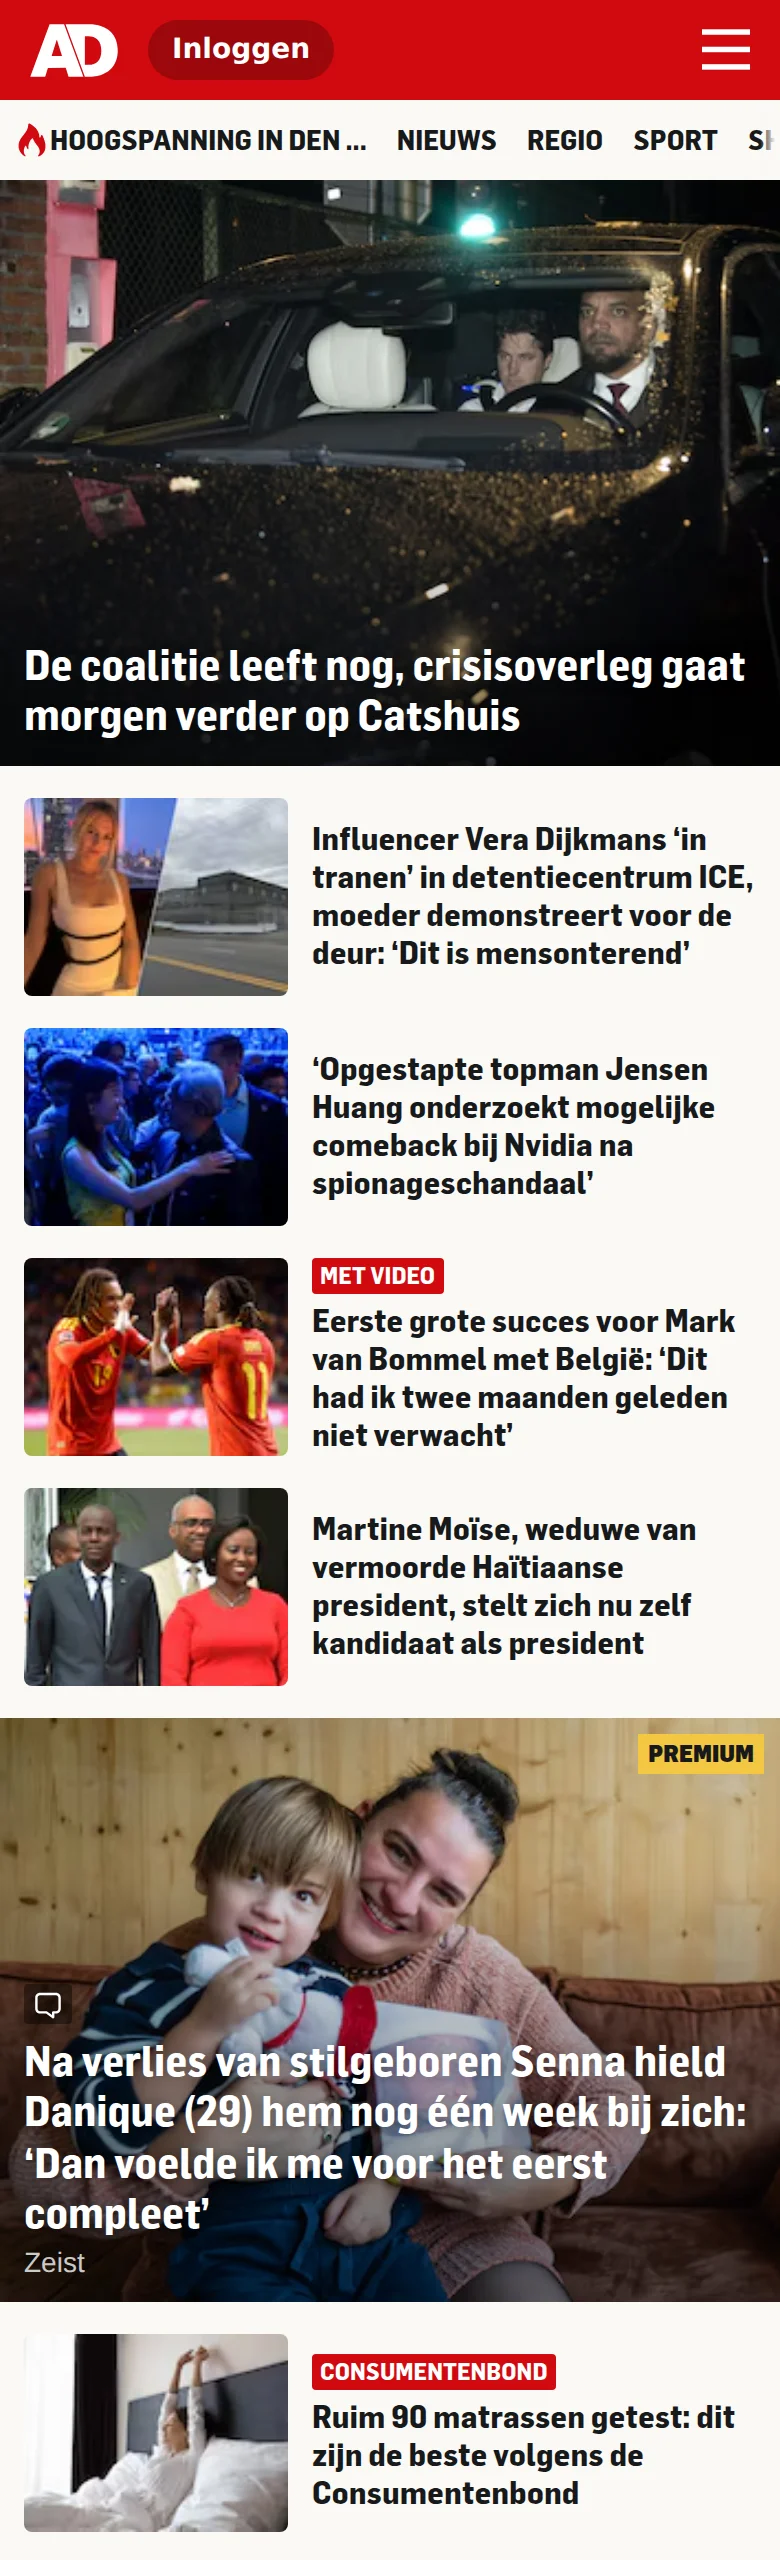 AD Inloggen
HOOGSPANNING IN DEN ... NIEUWS REGIO SPORT
De coalitie leeft nog, crisisoverleg gaat
morgen verder op Catshuis
Influencer Vera Dijkmans ‘in
tranen’ in detentiecentrum ICE,
moeder demonstreert voor de
deur: ‘Dit is mensonterend’
‘Opgestapte topman Jensen
Huang onderzoekt mogelijke
comeback bij Nvidia na
spionageschandaal’
MET VIDEO
Eerste grote succes voor Mark
van Bommel met België: ‘Dit
had ik twee maanden geleden
niet verwacht’
19
11
Martine Moïse, weduwe van
vermoorde Haïtiaanse
president, stelt zich nu zelf
kandidaat als president
PREMIUM
Na verlies van stilgeboren Senna hield
Danique (29) hem nog één week bij zich:
‘Dan voelde ik me voor het eerst
compleet’
Zeist
CONSUMENTENBOND
Ruim 90 matrassen getest: dit
zijn de beste volgens de
Consumentenbond